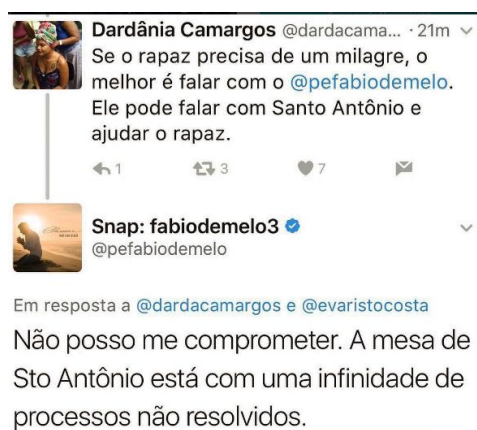 Dardânia Camargos @dardacama... · 21m
Se o rapaz precisa de um milagre, o
melhor é falar com o @pefabiodemelo.
Ele pode falar com Santo Antônio e
ajudar o rapaz.
1 3 7
Snap: fabiodemelo3
@pefabiodemelo
Em resposta a @dardacamargos e @evaristocosta
Não posso me comprometer. A mesa de
Sto Antônio está com uma infinidade de
processos não resolvidos.